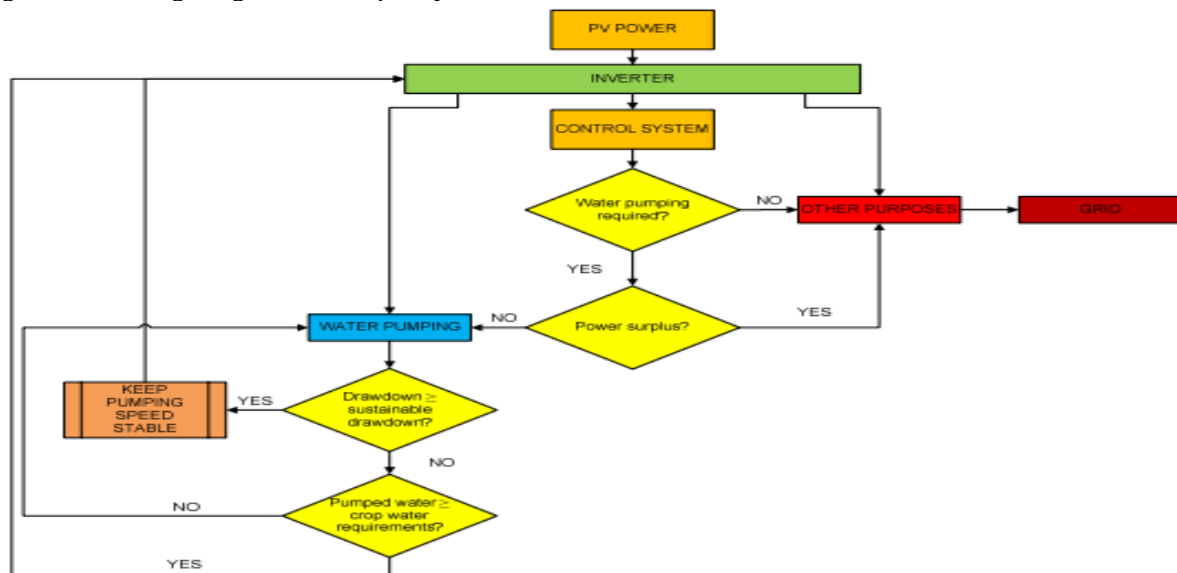 PV POWER
INVERTER
CONTROL SYSTEM
Water pumping
required?
NO
OTHER PURPOSES
GRID
YES
WATER PUMPING
NO
Power surplus?
YES
KEEP
PUMPING
SPEED
STABLE
YES
Drawdown ≥
sustainable
drawdown?
NO
NO
Pumped water ≥
crop water
requirements?
YES